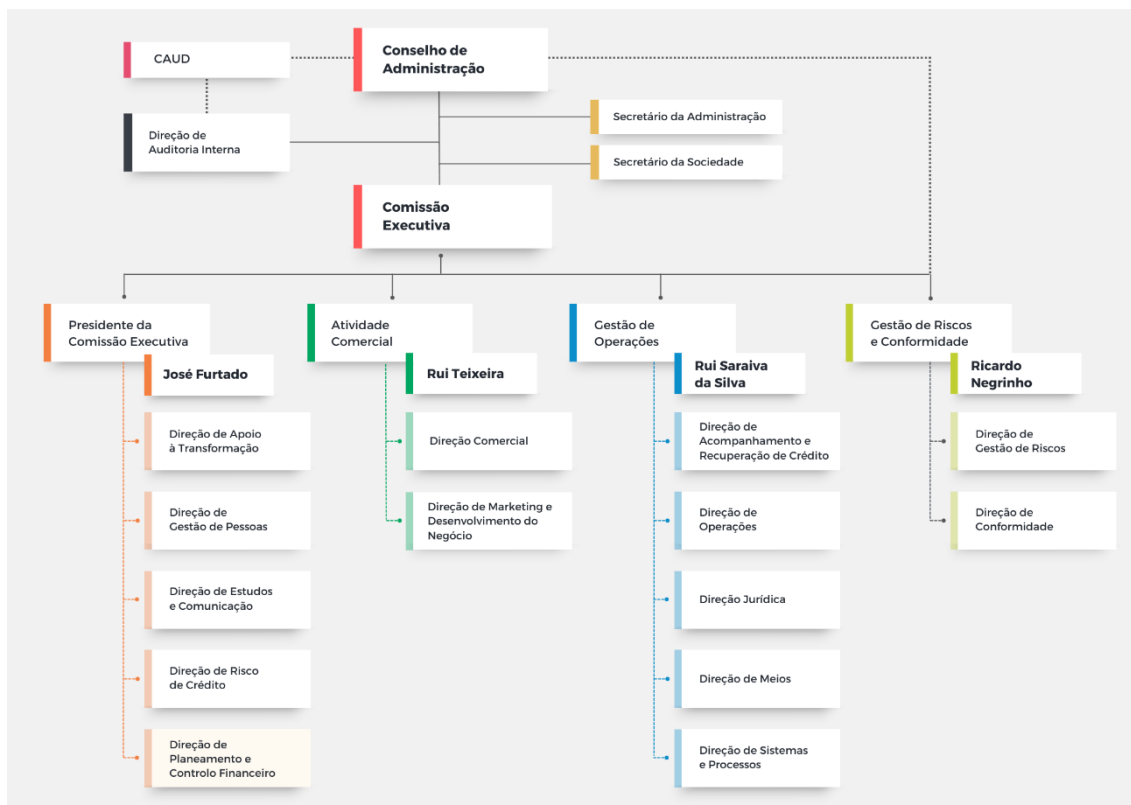 CAUD
Conselho de
Administração
Direção de
Auditoria Interna
Secretário da Administração
Secretário da Sociedade
Comissão
Executiva
Presidente da
Comissão Executiva
José Furtado
Direção de Apoio
à Transformação
Direção de
Gestão de Pessoas
Direção de Estudos
e Comunicação
Direção de Risco
de Crédito
Direção de
Planeamento e
Controlo Financeiro
Atividade
Comercial
Rui Teixeira
Direção Comercial
Direção de Marketing e
Desenvolvimento do
Negócio
Gestão de
Operações
Rui Saraiva
da Silva
Direção de
Acompanhamento e
Recuperação de Crédito
Direção de
Operações
Direção Jurídica
Direção de Meios
Direção de Sistemas
e Processos
Gestão de Riscos
e Conformidade
Ricardo
Negrinho
Direção de
Gestão de Riscos
Direção de
Conformidade